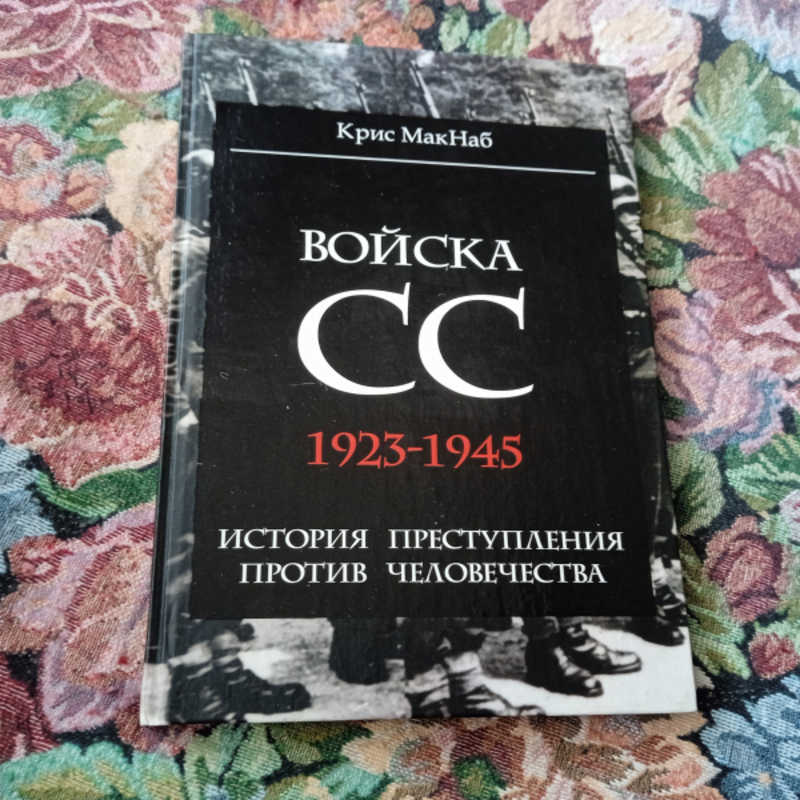 Крис МакНаб
ВОЙСКА
СС
1923-1945
ИСТОРИЯ ПРЕСТУПЛЕНИЯ
ПРОТИВ ЧЕЛОВЕЧЕСТВА